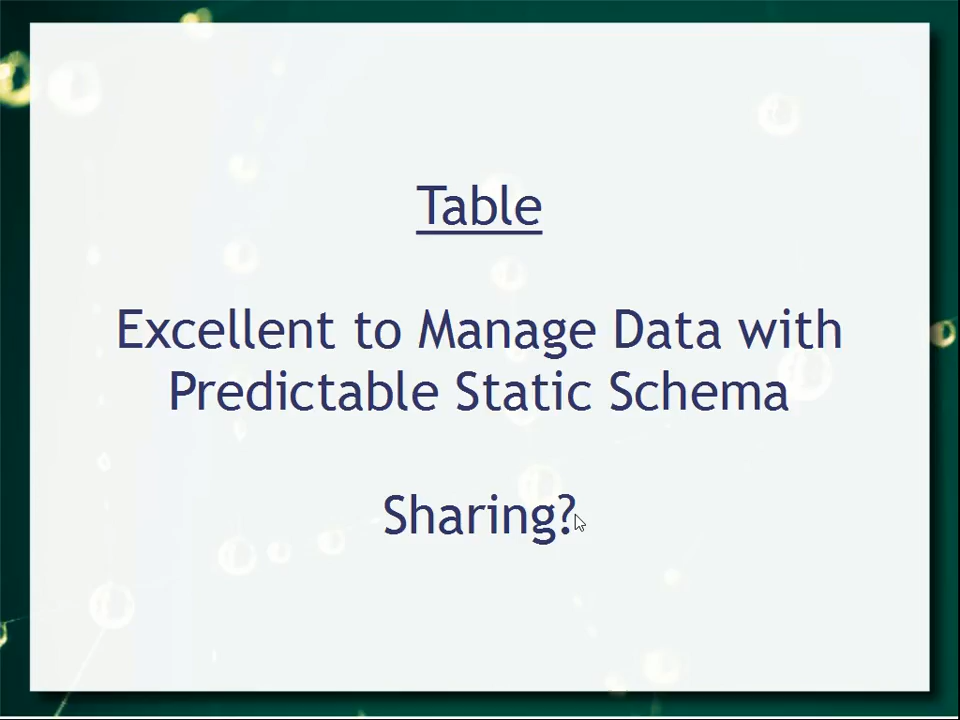 Table
Excellent to Manage Data with
Predictable Static Schema
Sharing?